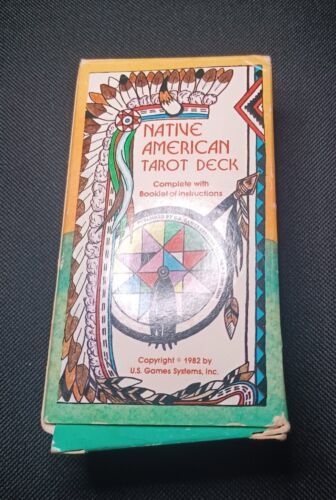 NATIVE
AMERICAN
TAROT DECK
Complete with
Booklet of Instructions
Copyright © 1982 by
U.S. Games Systems, Inc.